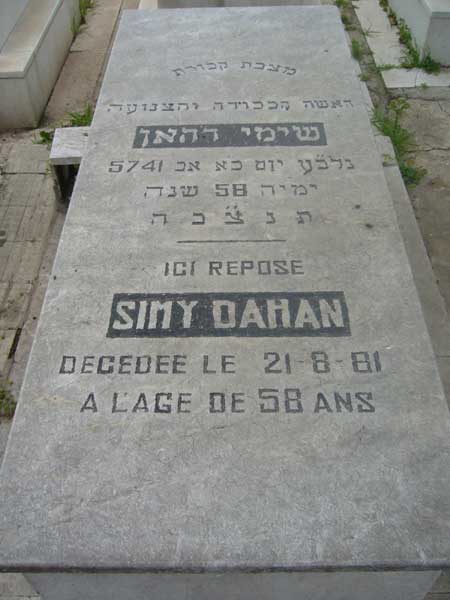 מצבת קבורת
האשה הכבודה והצנועה
שימי דהאן
נלב״ע יום כא אב 5741
ימיה 58 שנה
ת נ צ ב ה
ICI REPOSE
SIMY DAHAN
DECEDEE LE 21-8-81
A L'AGE DE 58 ANS